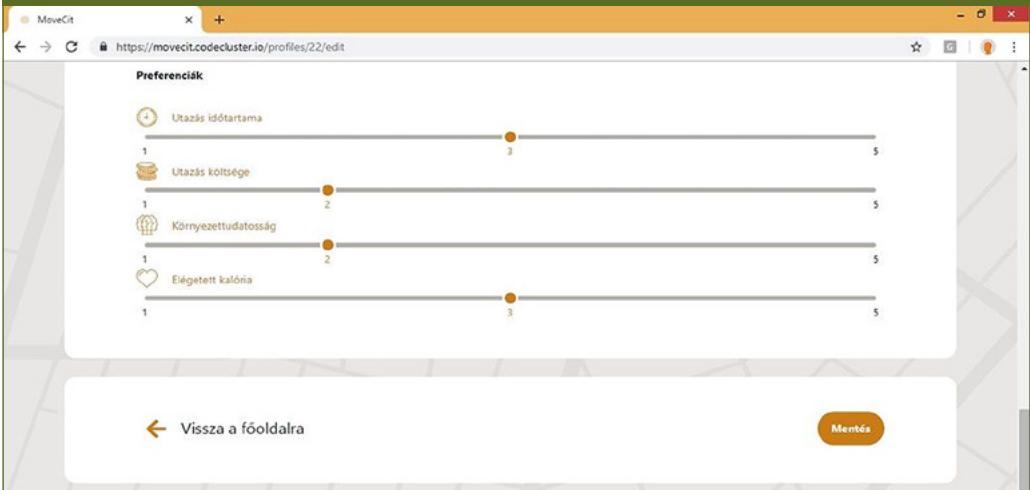 MoveCit
https://movecit.codecluster.io/profiles/22/edit
Preferenciák
Utazás időtartama
1 3 5
Utazás költsége
1 2 5
Környezettudatosság
1 2 5
Elégetett kalória
1 3 5
Vissza a főoldalra
Mentés